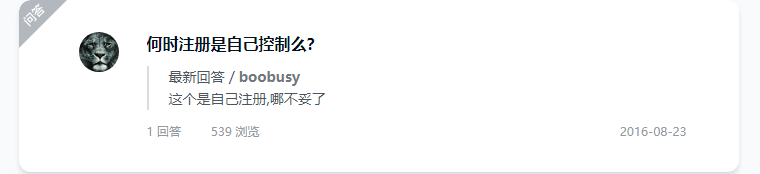 问答
何时注册是自己控制么?
最新回答 / boobusy
这个是自己注册,哪不妥了
1 回答 539 浏览 2016-08-23